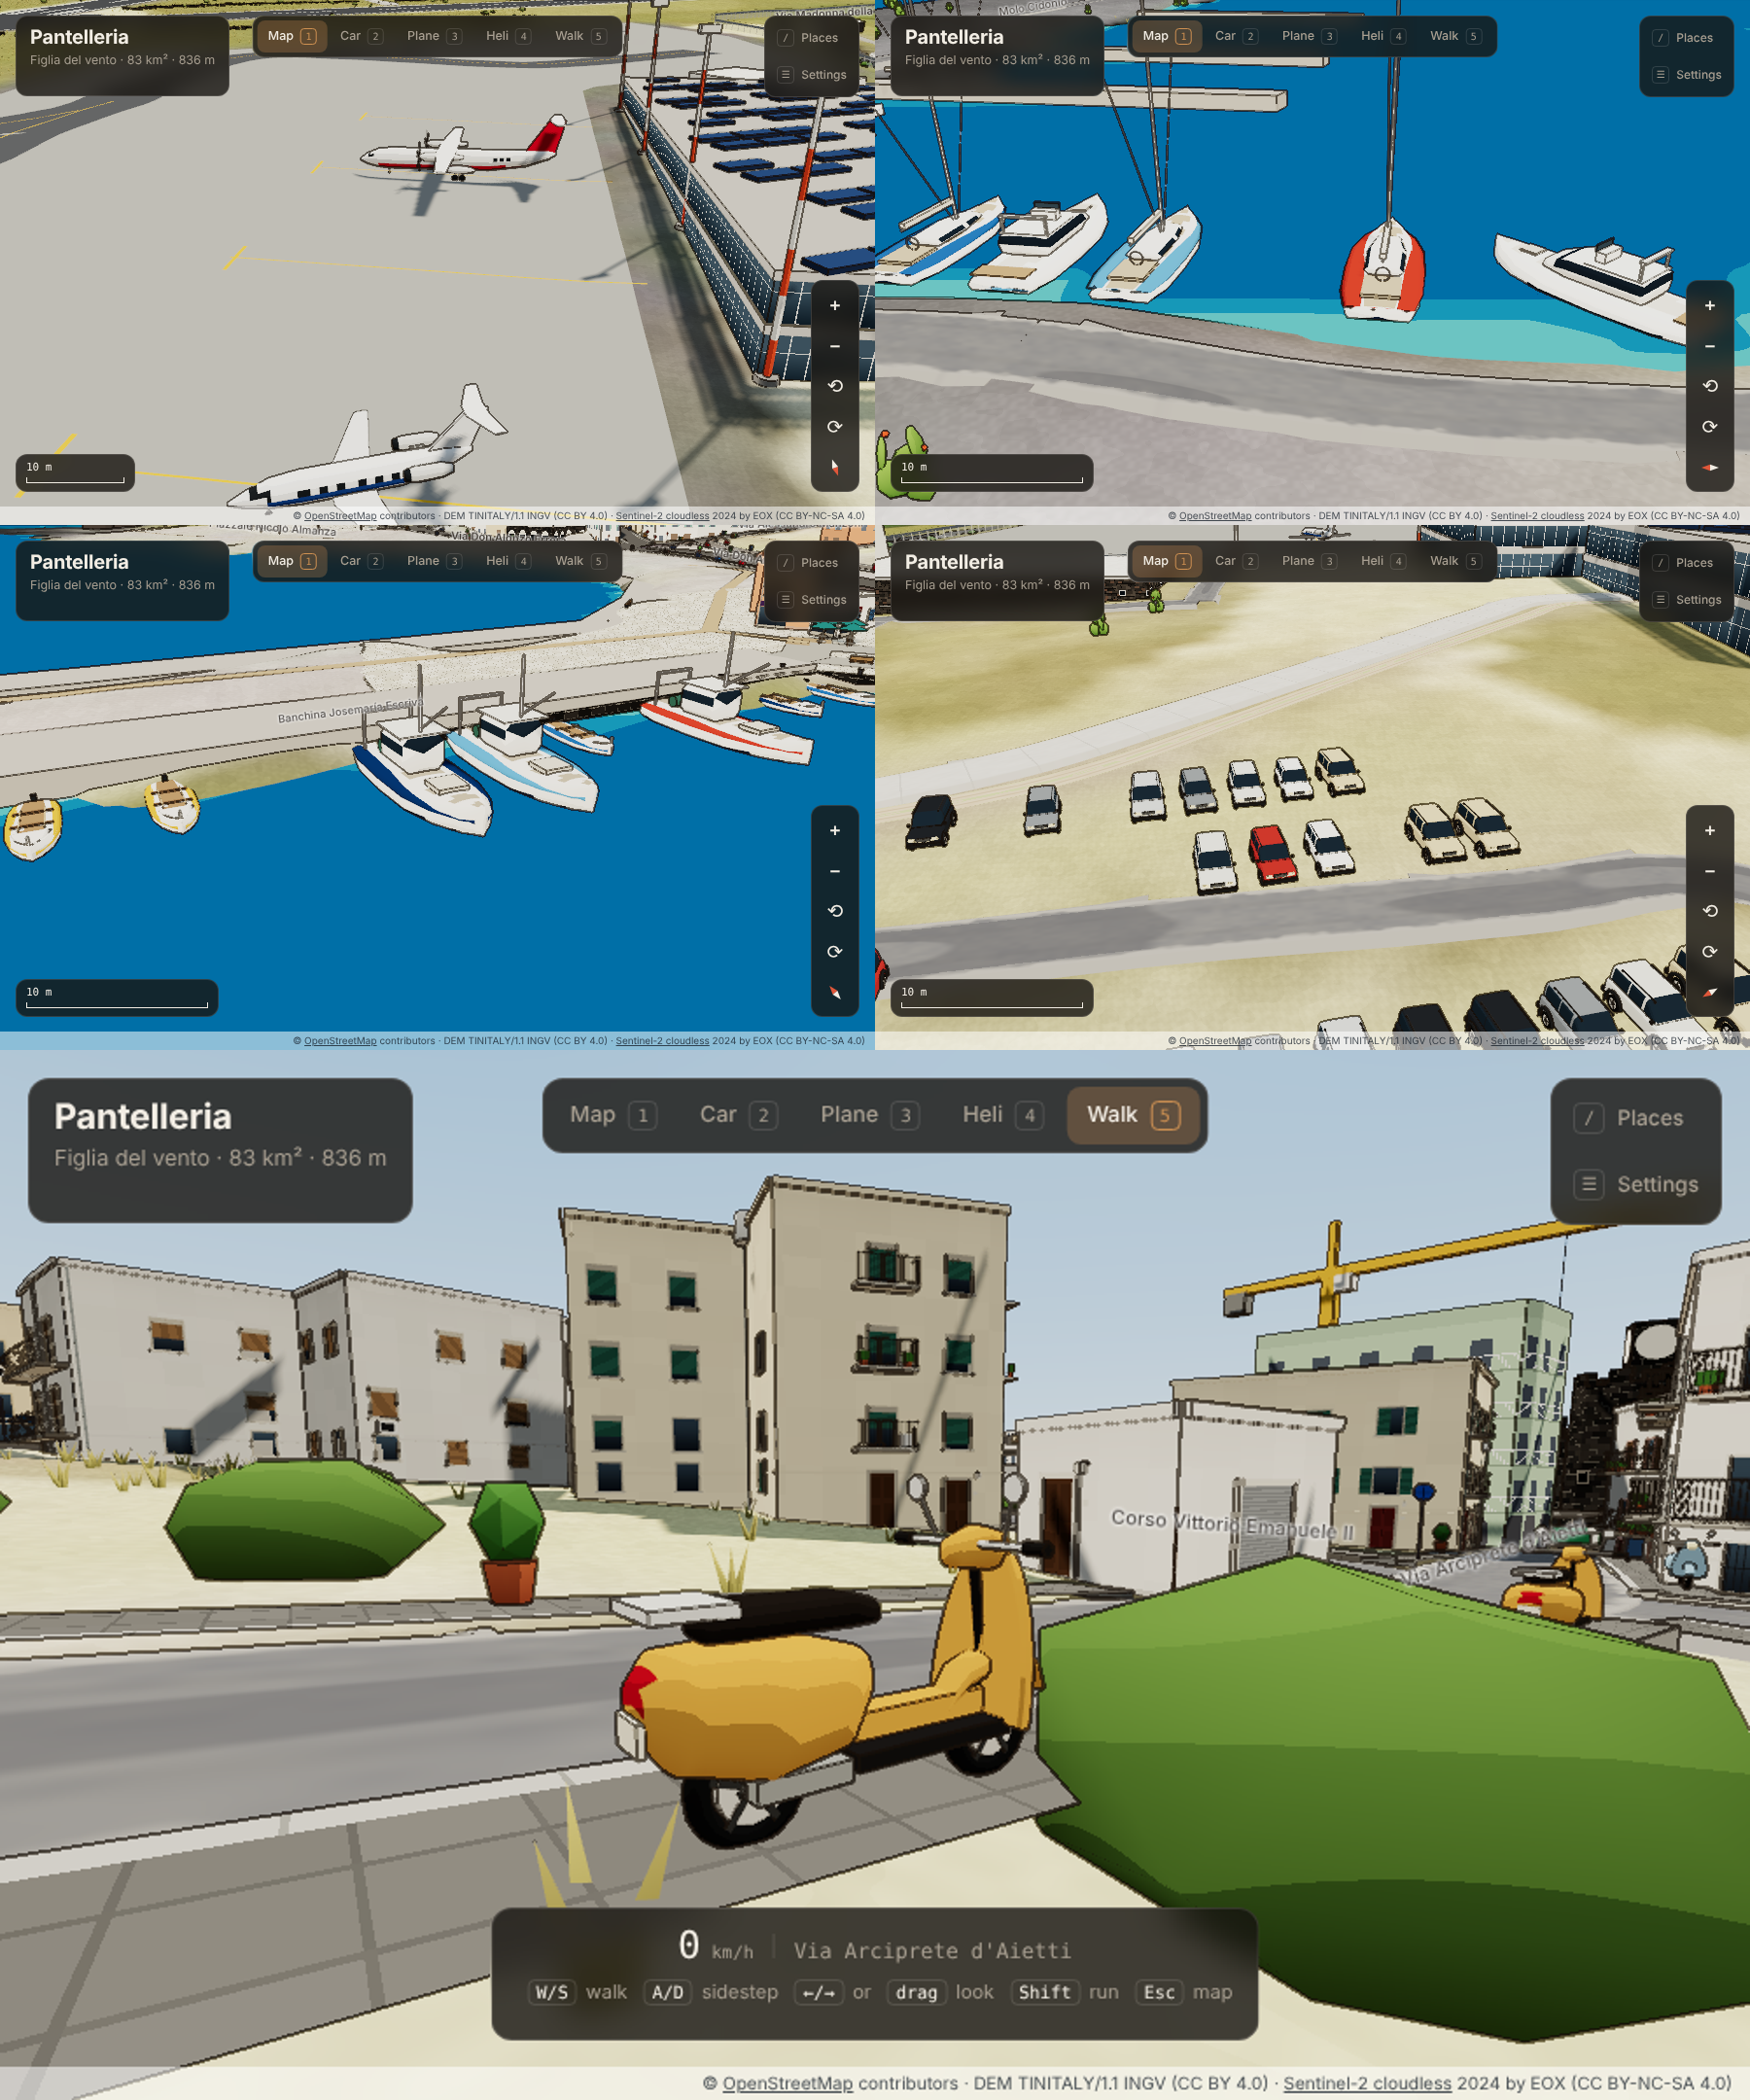 Pantelleria
Figlia del vento · 83 km² · 836 m
Map 1 Car 2 Plane 3 Heli 4 Walk 5
/ Places
☰ Settings
Via Madonna della
10 m
© OpenStreetMap contributors · DEM TINITALY/1.1 INGV (CC BY 4.0) · Sentinel-2 cloudless 2024 by EOX (CC BY-NC-SA 4.0)
Molo Cidonio
Pantelleria
Figlia del vento · 83 km² · 836 m
Map 1 Car 2 Plane 3 Heli 4 Walk 5
/ Places
☰ Settings
10 m
© OpenStreetMap contributors · DEM TINITALY/1.1 INGV (CC BY 4.0) · Sentinel-2 cloudless 2024 by EOX (CC BY-NC-SA 4.0)
Nicolo Almanza
Pantelleria
Figlia del vento · 83 km² · 836 m
Map 1 Car 2 Plane 3 Heli 4 Walk 5
/ Places
☰ Settings
Banchina Josemaria Escriva
10 m
© OpenStreetMap contributors · DEM TINITALY/1.1 INGV (CC BY 4.0) · Sentinel-2 cloudless 2024 by EOX (CC BY-NC-SA 4.0)
Pantelleria
Figlia del vento · 83 km² · 836 m
Map 1 Car 2 Plane 3 Heli 4 Walk 5
/ Places
☰ Settings
10 m
© OpenStreetMap contributors · DEM TINITALY/1.1 INGV (CC BY 4.0) · Sentinel-2 cloudless 2024 by EOX (CC BY-NC-SA 4.0)
Pantelleria
Figlia del vento · 83 km² · 836 m
Map 1 Car 2 Plane 3 Heli 4 Walk 5
/ Places
☰ Settings
Corso Vittorio Emanuele II
Via Arciprete d'Aietti
0 km/h | Via Arciprete d'Aietti
W/S walk A/D sidestep ←/→ or drag look Shift run Esc map
© OpenStreetMap contributors · DEM TINITALY/1.1 INGV (CC BY 4.0) · Sentinel-2 cloudless 2024 by EOX (CC BY-NC-SA 4.0)